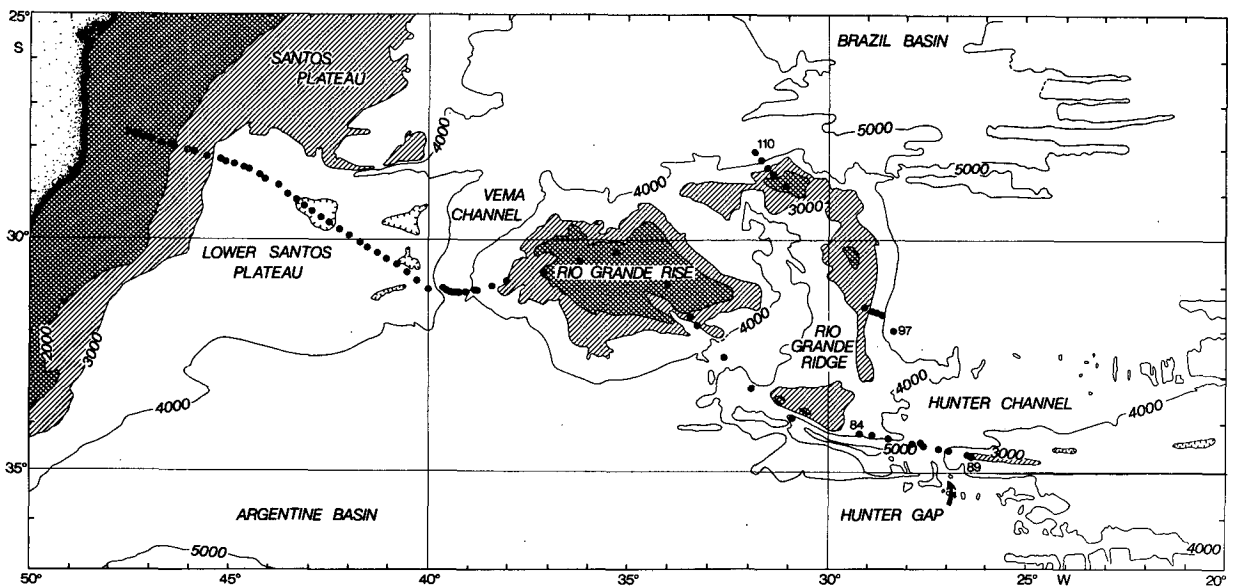 25°
S
SANTOS
PLATEAU
BRAZIL BASIN
4000
5000
110
4000
5000
VEMA
CHANNEL
3000
30°
LOWER SANTOS
PLATEAU
RIO GRANDE RISE
2000
3000
4000
RIO
GRANDE
RIDGE
97
4000
4000
HUNTER CHANNEL
4000
84
5000
3000
35°
89
ARGENTINE BASIN
HUNTER GAP
5000
4000
50°
45°
40°
35°
30°
25°
W
20°